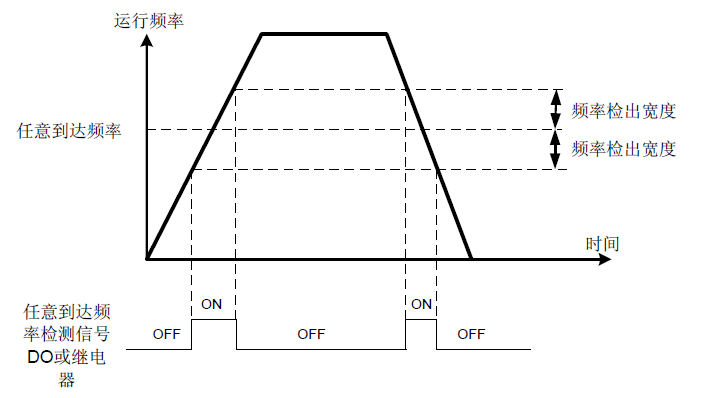 运行频率
任意到达频率
频率检出宽度
频率检出宽度
时间
任意到达频
率检测信号
DO或继电
器
OFF
ON
OFF
ON
OFF